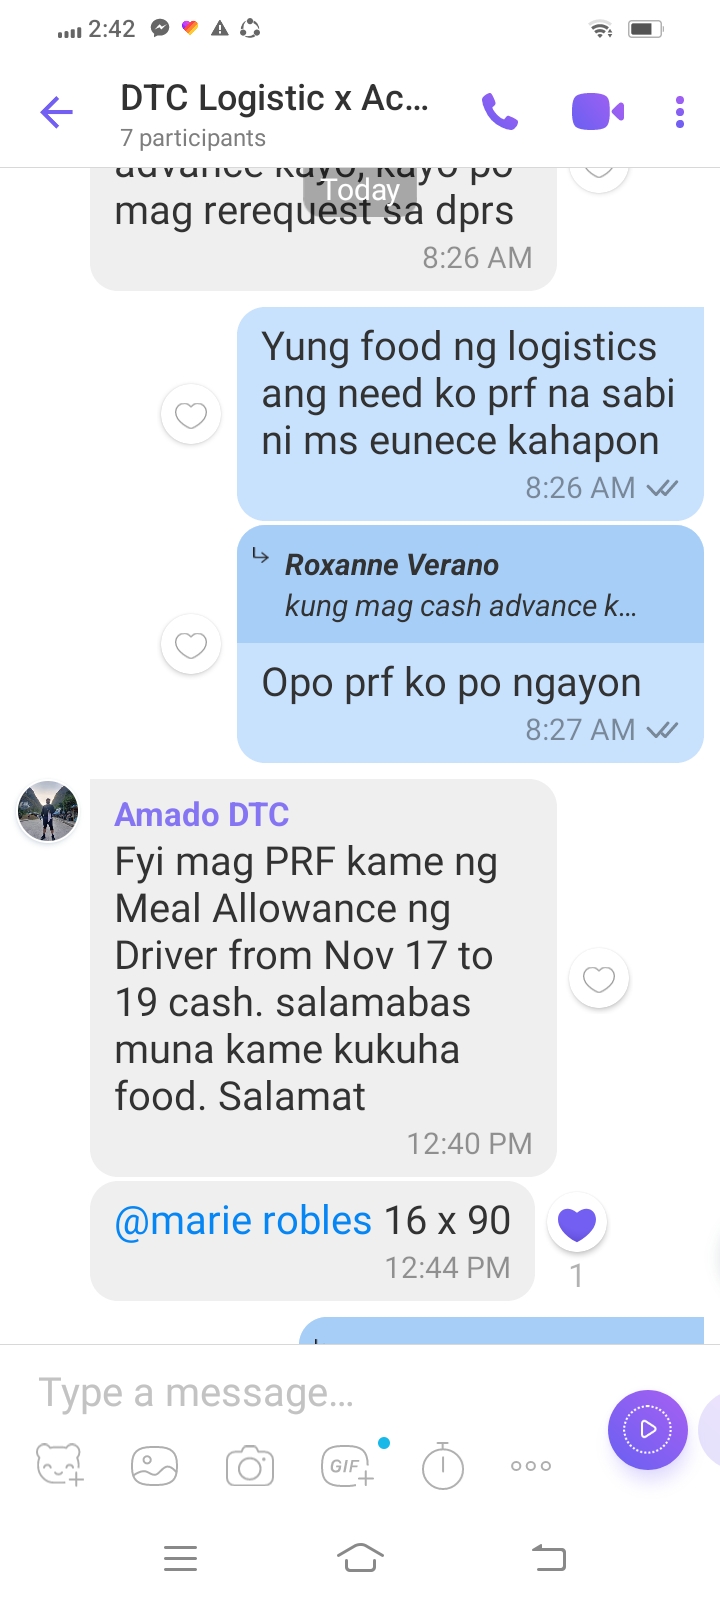 2:42
DTC Logistic x Ac...
7 participants
advance kayo, kayo po
Today
mag rerequest sa dprs
8:26 AM
Yung food ng logistics
ang need ko prf na sabi
ni ms eunece kahapon
8:26 AM
Roxanne Verano
kung mag cash advance k...
Opo prf ko po ngayon
8:27 AM
Amado DTC
Fyi mag PRF kame ng
Meal Allowance ng
Driver from Nov 17 to
19 cash. salamabas
muna kame kukuha
food. Salamat
12:40 PM
@marie robles 16 x 90
12:44 PM
1
Type a message...
GIF